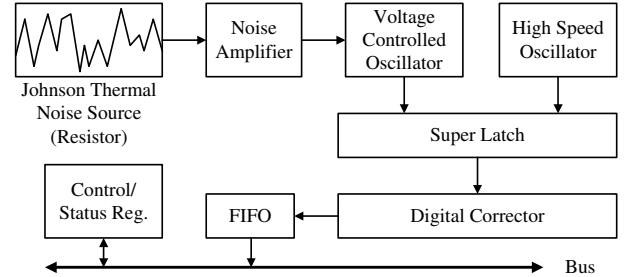 Noise
Amplifier
Voltage
Controlled
Oscillator
High Speed
Oscillator
Johnson Thermal
Noise Source
(Resistor)
Super Latch
Control/
Status Reg.
FIFO
Digital Corrector
Bus